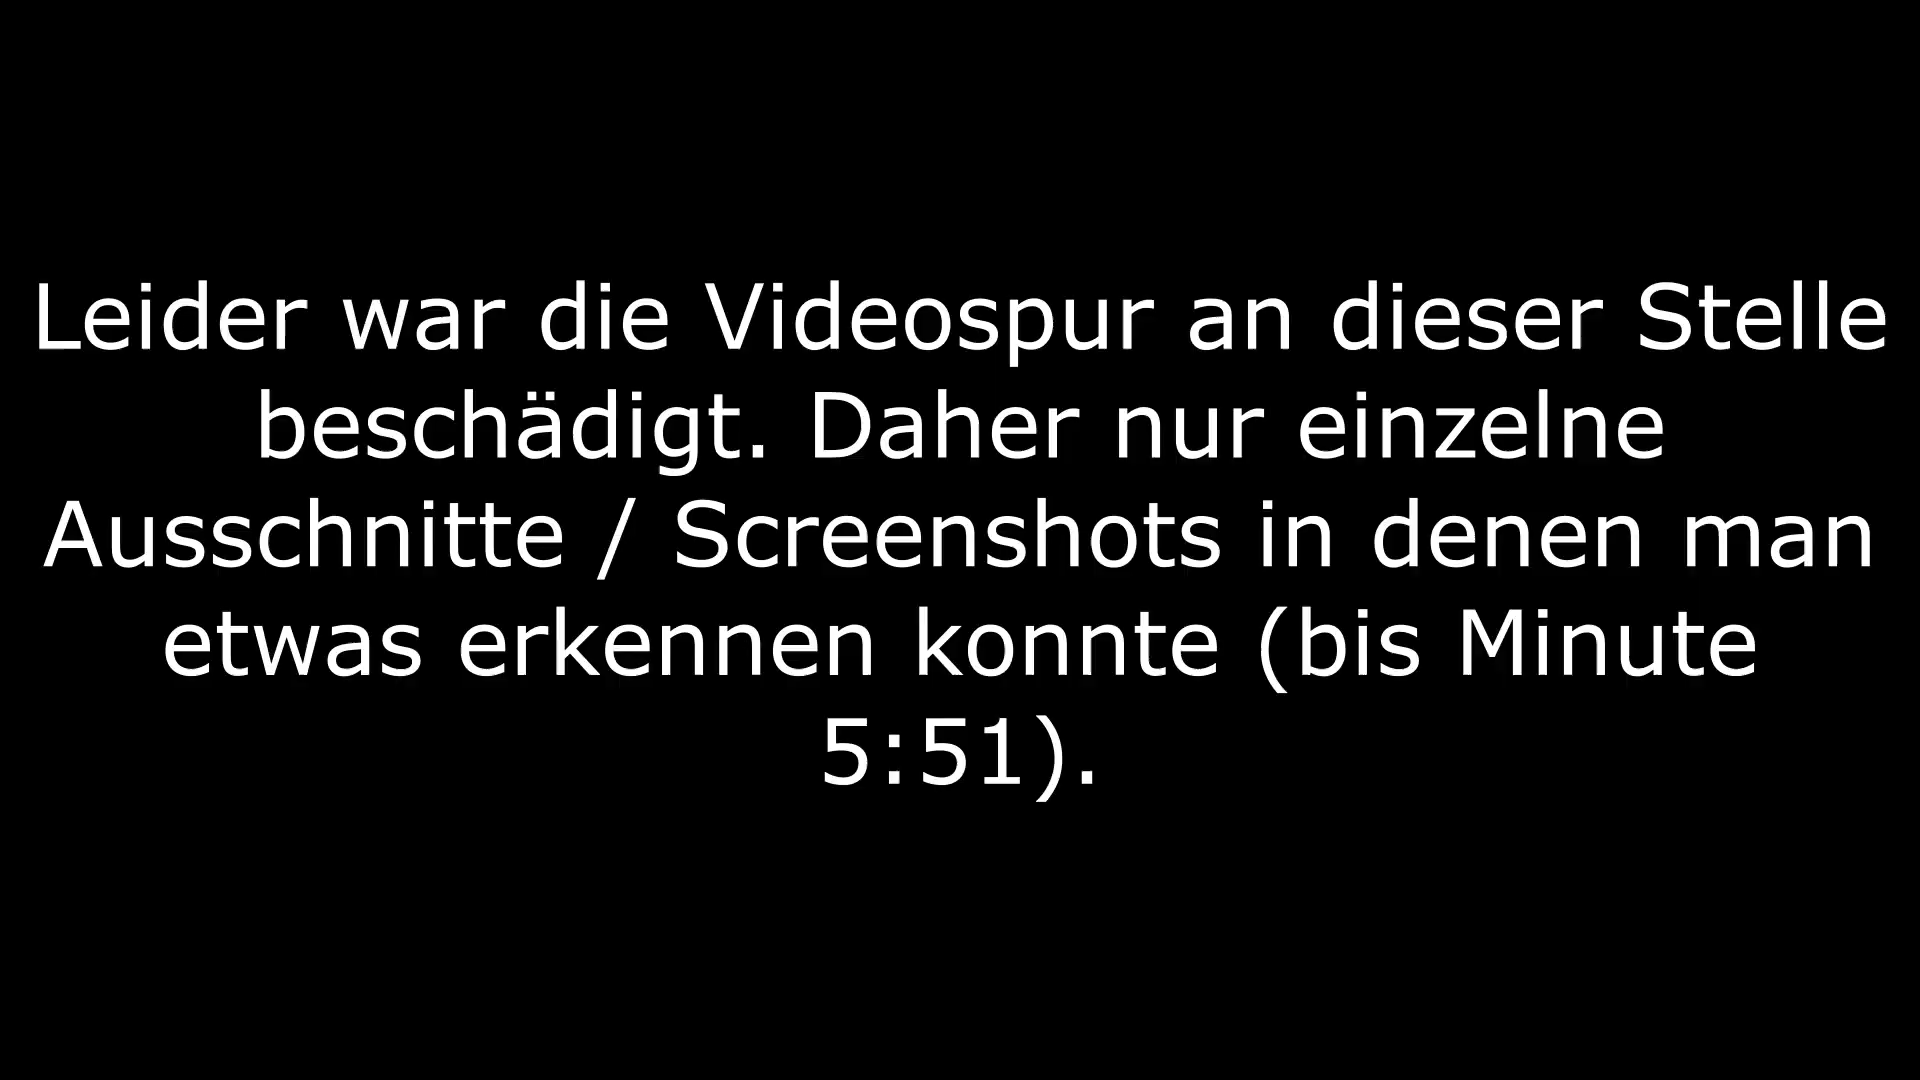 Leider war die Videospur an dieser Stelle
beschädigt. Daher nur einzelne
Ausschnitte / Screenshots in denen man
etwas erkennen konnte (bis Minute
5:51).